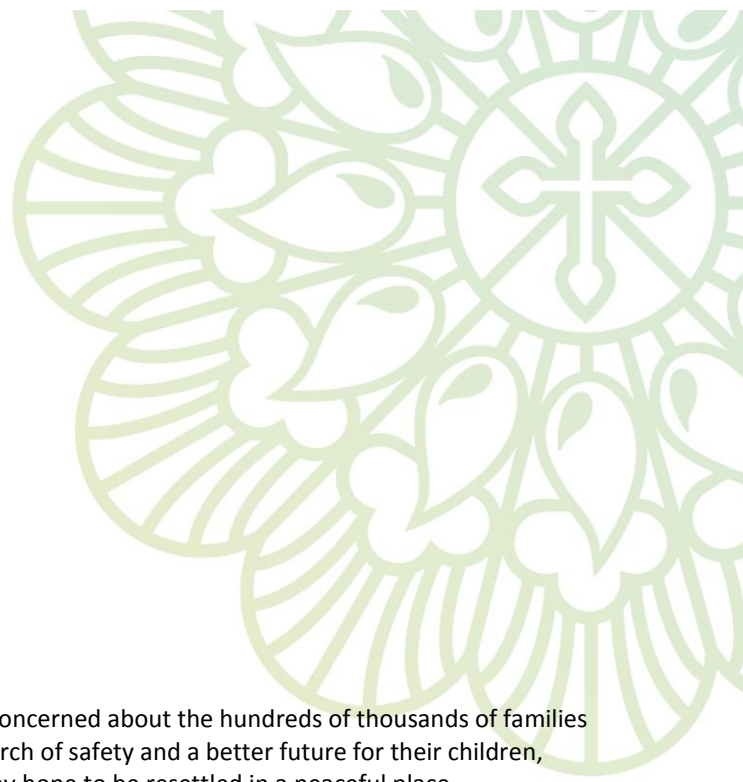 oncerned about the hundreds of thousands of families
rch of safety and a better future for their children,
y hope to be resettled in a peaceful place